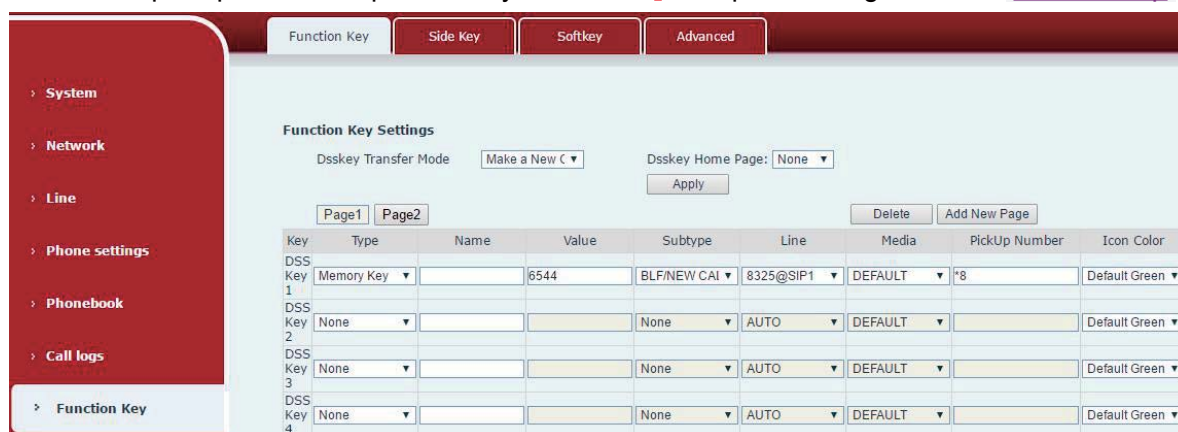 Function Key Side Key Softkey Advanced
System
Network
Line
Phone settings
Phonebook
Call logs
Function Key
Function Key Settings
Dsskey Transfer Mode Make a New C Dsskey Home Page: None
Apply
Page1 Page2 Delete Add New Page
Key Type Name Value Subtype Line Media PickUp Number Icon Color
DSS Key 1 Memory Key 6544 BLF/NEW CAL 8325@SIP1 DEFAULT *8 Default Green
DSS Key 2 None None AUTO DEFAULT Default Green
DSS Key 3 None None AUTO DEFAULT Default Green
DSS Key 4 None None AUTO DEFAULT Default Green